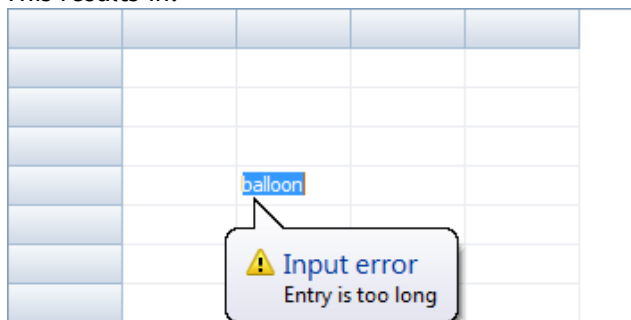 This results in:
balloon
Input error
Entry is too long